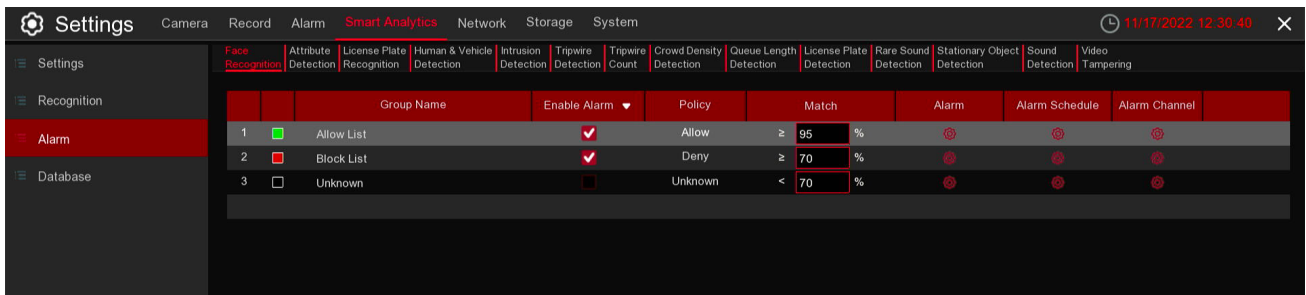 Settings Camera Record Alarm Smart Analytics Network Storage System 11/17/2022 12:30:40
Settings
Recognition
Alarm
Database
Face Recognition
Attribute Detection
License Plate Recognition
Human & Vehicle Detection
Intrusion Detection
Tripwire Detection
Tripwire Count
Crowd Density Detection
Queue Length Detection
License Plate Detection
Rare Sound Detection
Stationary Object Detection
Sound Detection
Video Tampering
Group Name Enable Alarm Policy Match Alarm Alarm Schedule Alarm Channel
1 Allow List Allow ≥ 95 %
2 Block List Deny ≥ 70 %
3 Unknown Unknown < 70 %